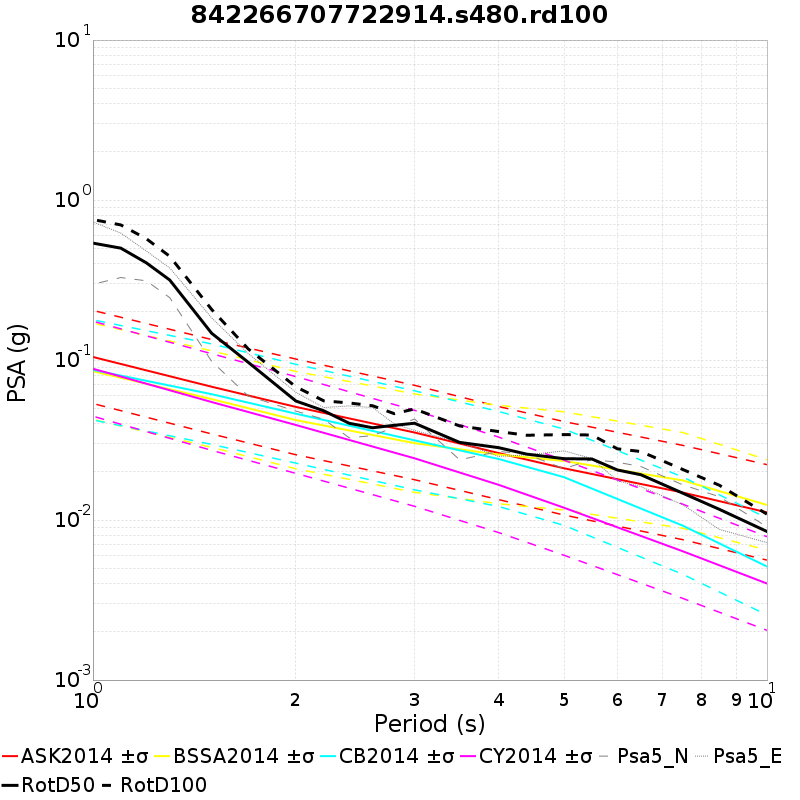 842266707722914.s480.rd100
10^1
10^0
10^-1
10^-2
10^-3
PSA (g)
10^0 2 3 4 5 6 7 8 9 10^1
Period (s)
ASK2014 ±σ BSSA2014 ±σ CB2014 ±σ CY2014 ±σ Psa5_N Psa5_E
RotD50 RotD100